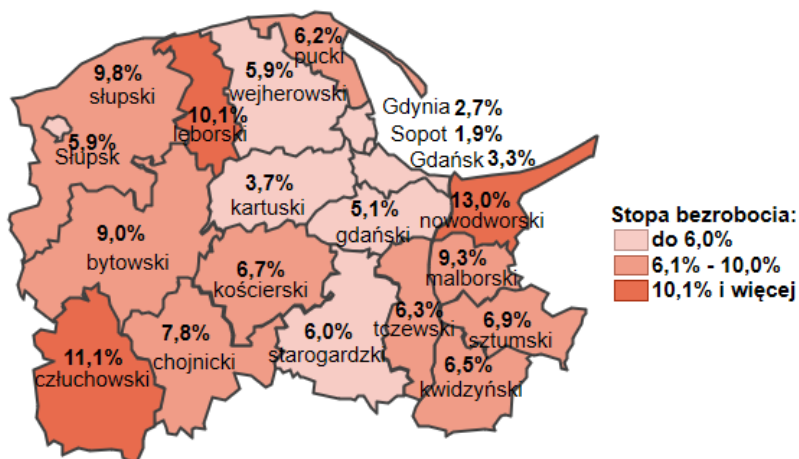 6,2%
pucki
9,8%
słupski
5,9%
wejherowski
Gdynia 2,7%
10,1%
lęborski
Sopot 1,9%
5,9%
Słupsk
Gdańsk 3,3%
3,7%
kartuski
5,1%
gdański
13,0%
nowodworski
Stopa bezrobocia:
do 6,0%
6,1% - 10,0%
10,1% i więcej
9,0%
bytowski
6,7%
kościerski
9,3%
malborski
6,3%
tczewski
6,9%
sztumski
7,8%
chojnicki
6,0%
starogardzki
11,1%
człuchowski
6,5%
kwidzyński